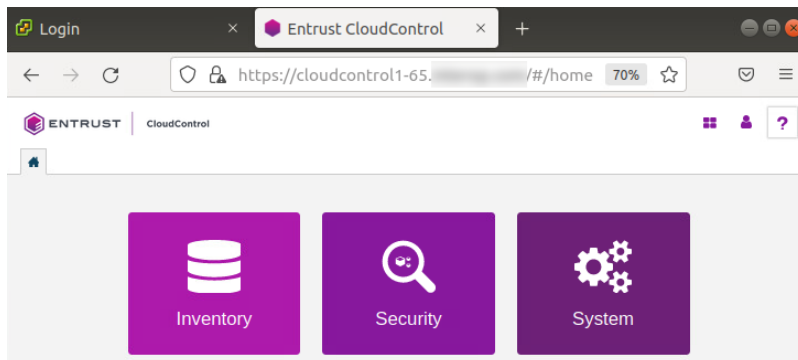 Login × Entrust CloudControl × +
https://cloudcontrol1-65. /#/home 70%
ENTRUST CloudControl ?
Inventory Security System